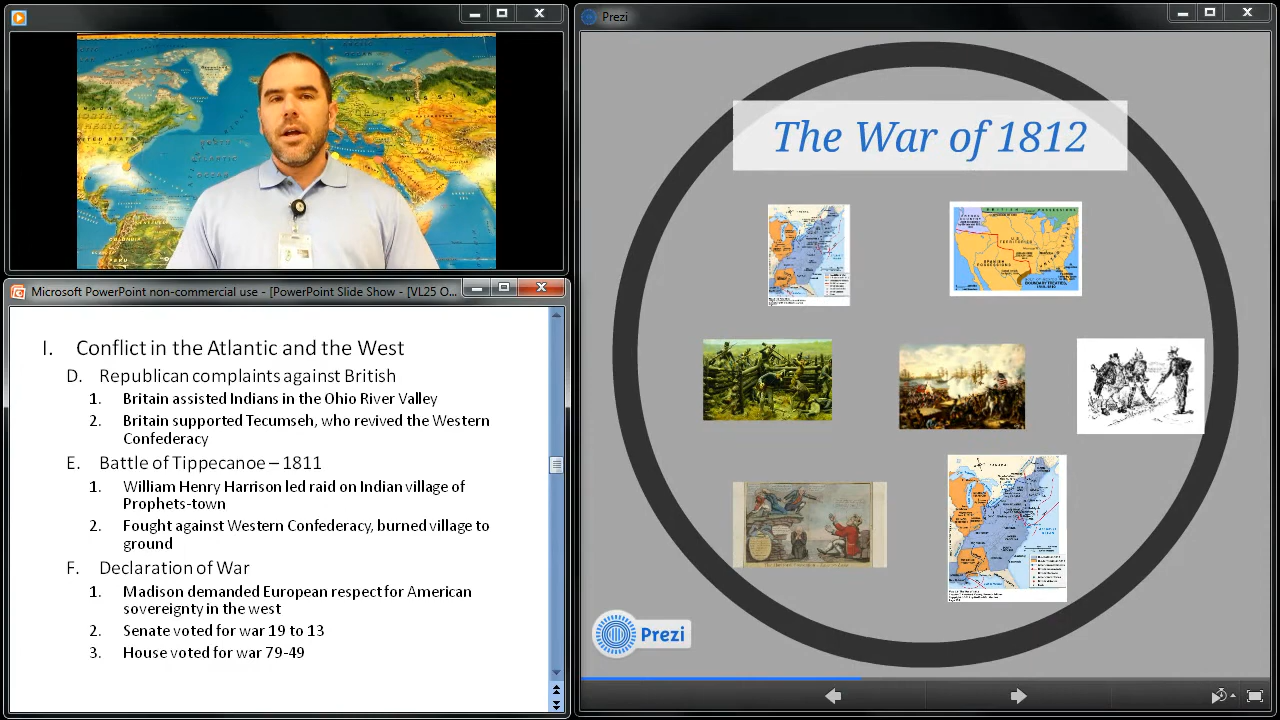 Prezi
The War of 1812
Microsoft PowerPoint non-commercial use - [PowerPoint Slide Show - [VL25 O...
I. Conflict in the Atlantic and the West
D. Republican complaints against British
1. Britain assisted Indians in the Ohio River Valley
2. Britain supported Tecumseh, who revived the Western
Confederacy
E. Battle of Tippecanoe – 1811
1. William Henry Harrison led raid on Indian village of
Prophets-town
2. Fought against Western Confederacy, burned village to
ground
F. Declaration of War
1. Madison demanded European respect for American
sovereignty in the west
2. Senate voted for war 19 to 13
3. House voted for war 79-49
Prezi